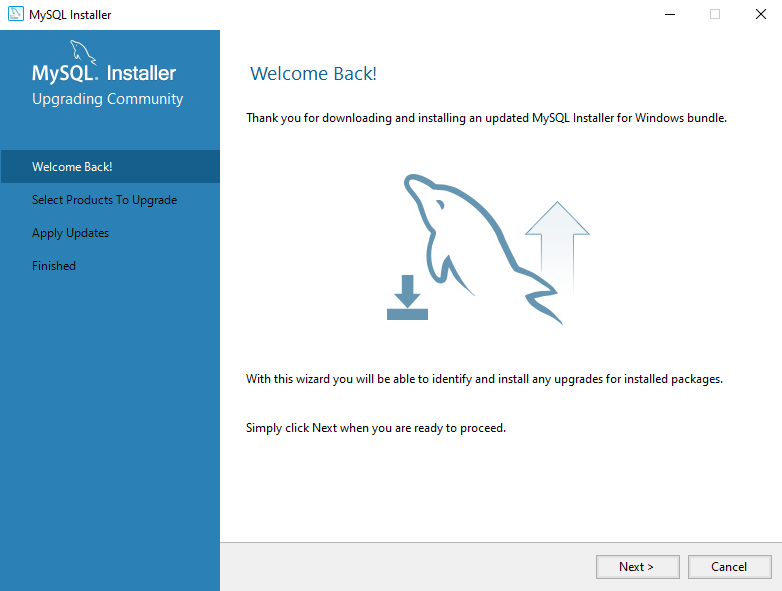 MySQL Installer
MySQL. Installer
Upgrading Community
Welcome Back!
Select Products To Upgrade
Apply Updates
Finished
Welcome Back!
Thank you for downloading and installing an updated MySQL Installer for Windows bundle.
With this wizard you will be able to identify and install any upgrades for installed packages.
Simply click Next when you are ready to proceed.
Next >
Cancel